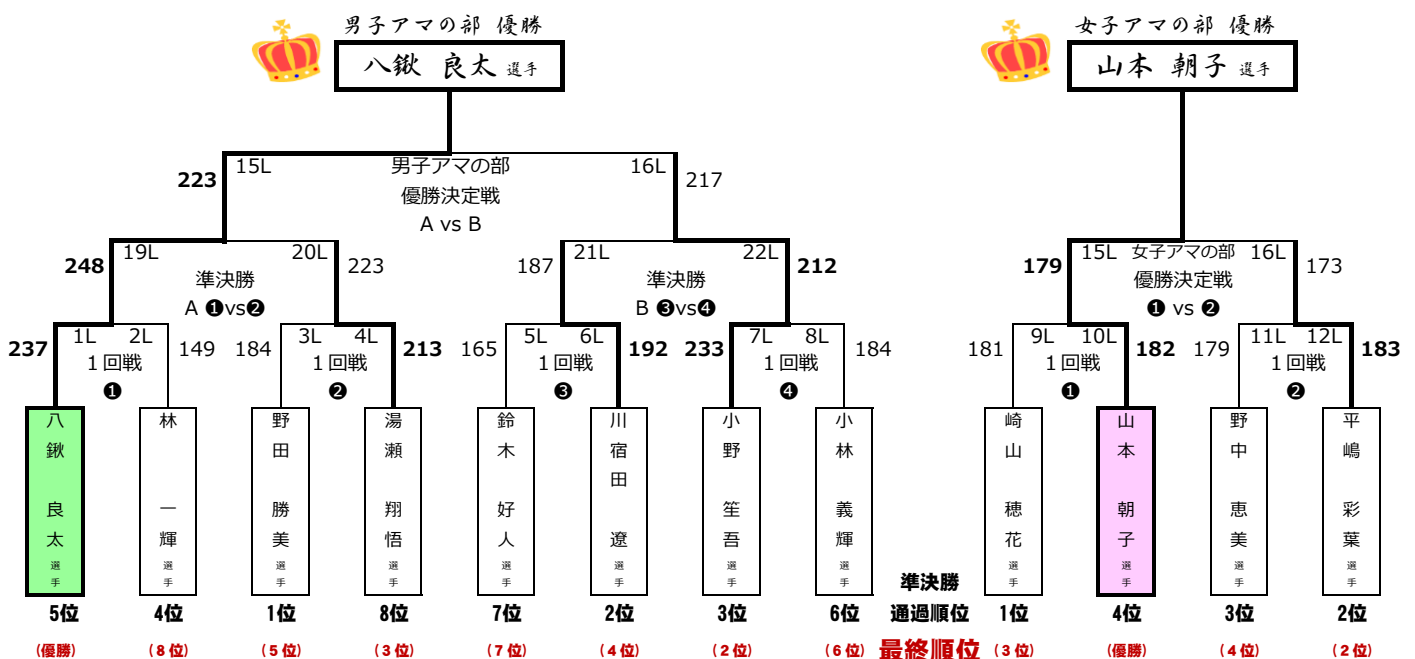 男子アマの部 優勝
女子アマの部 優勝
八鍬 良太 選手
山本 朝子 選手
223 15L 男子アマの部 16L 217
優勝決定戦
A vs B
248 19L 20L 223
準決勝
A ❶vs❷
187 21L 22L 212
準決勝
B ❸vs❹
179 15L 女子アマの部 16L 173
優勝決定戦
❶ vs ❷
237 1L 2L 149
1回戦
❶
184 3L 4L 213
1回戦
❷
165 5L 6L 192
1回戦
❸
233 7L 8L 184
1回戦
❹
181 9L 10L 182
1回戦
❶
179 11L 12L 183
1回戦
❷
八鍬 良太 選手
林 一輝 選手
野田 勝美 選手
湯瀬 翔悟 選手
鈴木 好人 選手
川宿田 遼 選手
小野 笙吾 選手
小林 義輝 選手
崎山 穂花 選手
山本 朝子 選手
野中 恵美 選手
平嶋 彩葉 選手
準決勝
5位 4位 1位 8位 7位 2位 3位 6位 通過順位 1位 4位 3位 2位
(優勝) (8位) (5位) (3位) (7位) (4位) (2位) (6位) 最終順位 (3位) (優勝) (4位) (2位)